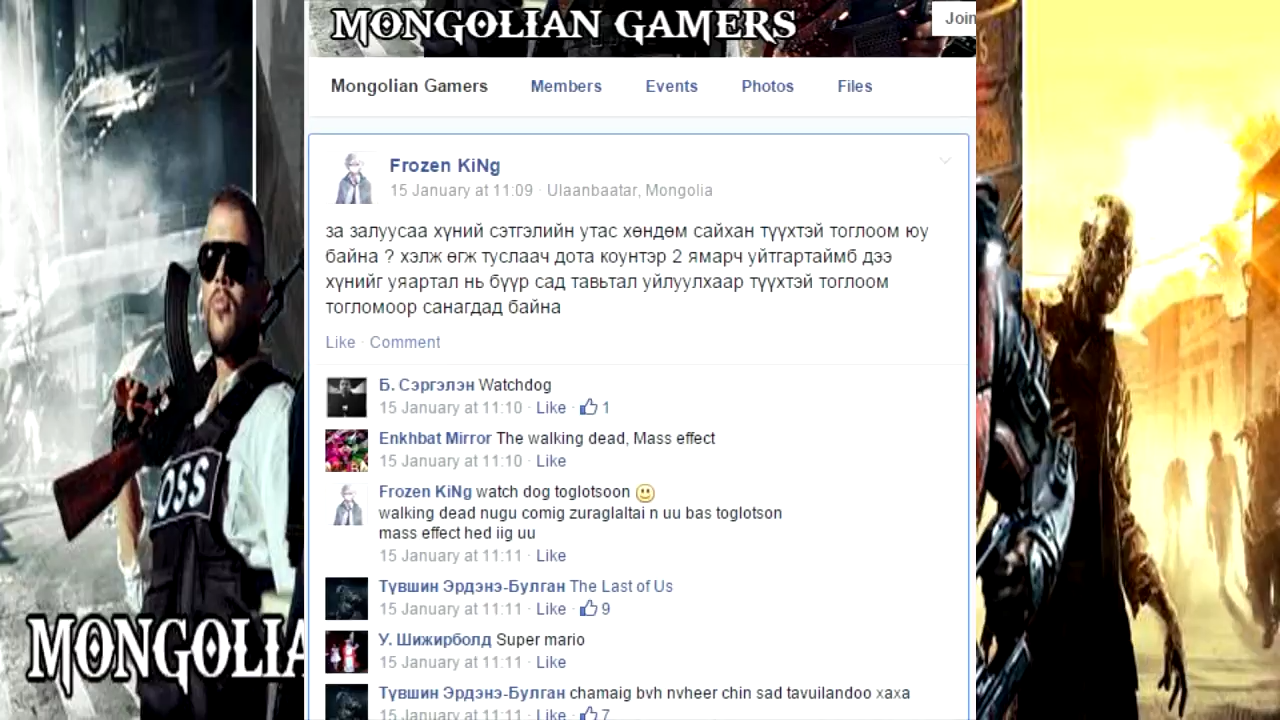 MONGOLIAN GAMERS
Join
Mongolian Gamers Members Events Photos Files
Frozen KiNg
15 January at 11:09 · Ulaanbaatar, Mongolia
за залуусаа хүний сэтгэлийн утас хөндөм сайхан түүхтэй тоглоом юу
байна ? хэлж өгж туслаач дота коунтэр 2 ямарч уйтгартаймб дээ
хүнийг уяартал нь бүүр сад тавьтал уйлуулхаар түүхтэй тоглоом
тогломоор санагдад байна
Like · Comment
Б. Сэргэлэн Watchdog
15 January at 11:10 · Like · 1
Enkhbat Mirror The walking dead, Mass effect
15 January at 11:10 · Like
Frozen KiNg watch dog toglotsoon
walking dead nugu comig zuraglaltai n uu bas toglotson
mass effect hed iig uu
15 January at 11:11 · Like
Түвшин Эрдэнэ-Булган The Last of Us
15 January at 11:11 · Like · 9
У. Шижирболд Super mario
15 January at 11:11 · Like
Түвшин Эрдэнэ-Булган chamaig bvh nvheer chin sad tavuilandoo хаха
15 January at 11:11 · Like · 7
OSS
MONGOLIA